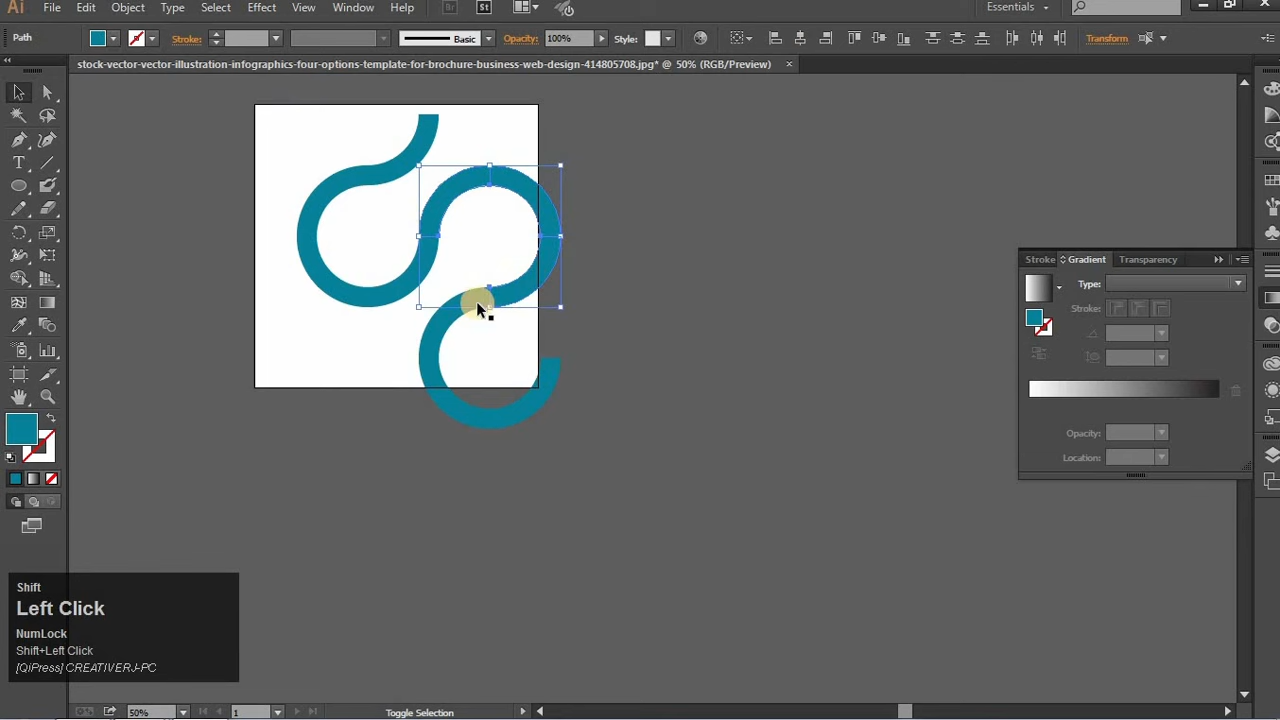 Ai File Edit Object Type Select Effect View Window Help Br St Essentials
Path Stroke: Basic Opacity: 100% Style: Transform
stock-vector-vector-illustration-infographics-four-options-template-for-brochure-business-web-design-414805708.jpg* @ 50% (RGB/Preview)
Stroke Gradient Transparency
Type:
Stroke:
Opacity:
Location:
Shift
Left Click
NumLock
Shift+Left Click
[QiPress] CREATIVERJ-PC
50% 1 Toggle Selection